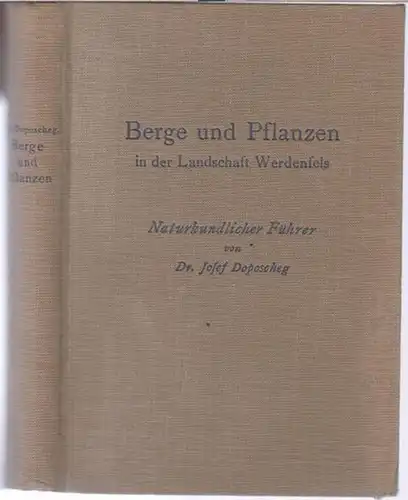 Doposcheg.
Berge
und
Pflanzen
Berge und Pflanzen
in der Landschaft Werdenfels
Naturkundlicher Führer
von
Dr. Josef Doposcheg